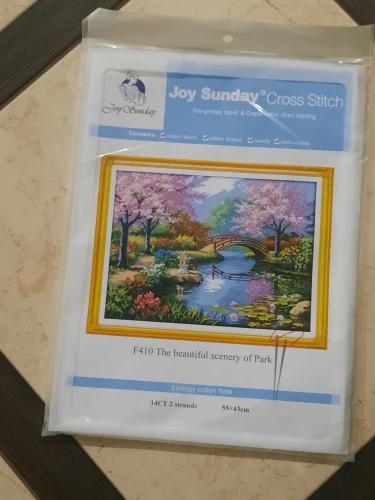 Joy Sunday
Joy Sunday® Cross Stitch
Pre-printed fabric & Dispensable chart reading
Contains cotton fabric cotton thread needle instructions
F410 The beautiful scenery of Park
Ecology cotton floss
14CT 2 strands 55×43cm